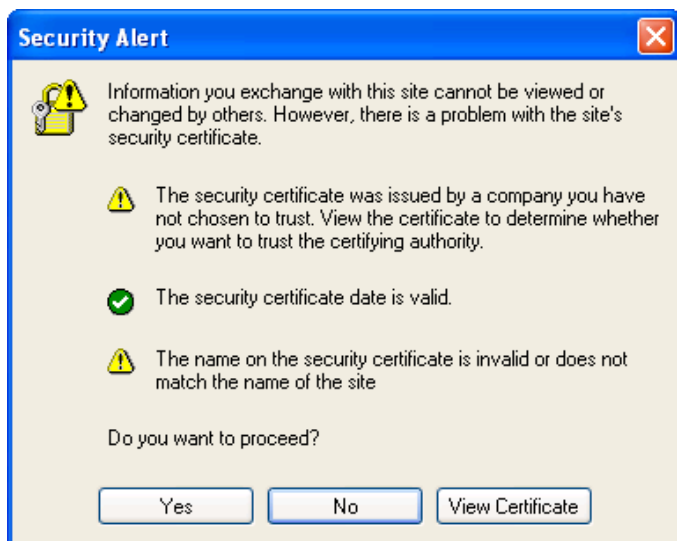 Security Alert
Information you exchange with this site cannot be viewed or
changed by others. However, there is a problem with the site's
security certificate.
The security certificate was issued by a company you have
not chosen to trust. View the certificate to determine whether
you want to trust the certifying authority.
The security certificate date is valid.
The name on the security certificate is invalid or does not
match the name of the site
Do you want to proceed?
Yes No View Certificate